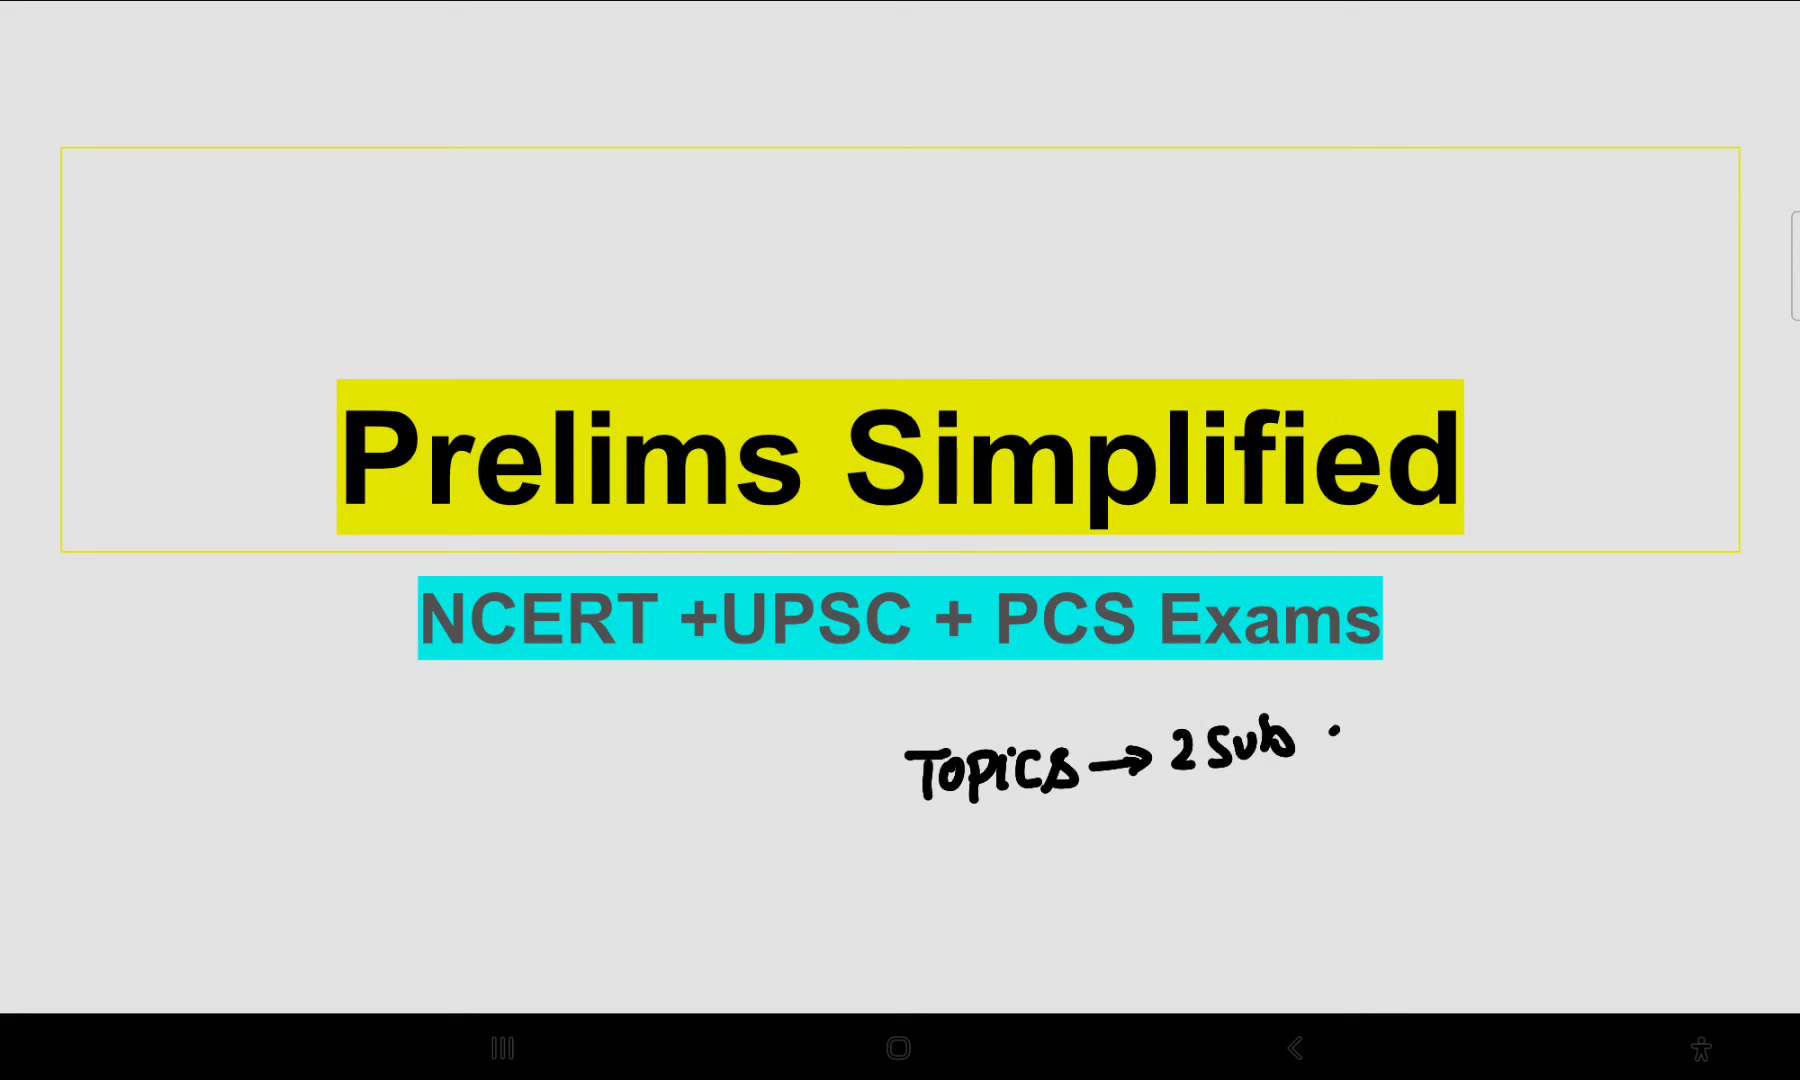 Prelims Simplified
NCERT +UPSC + PCS Exams
TOPICS → 2 Sub .